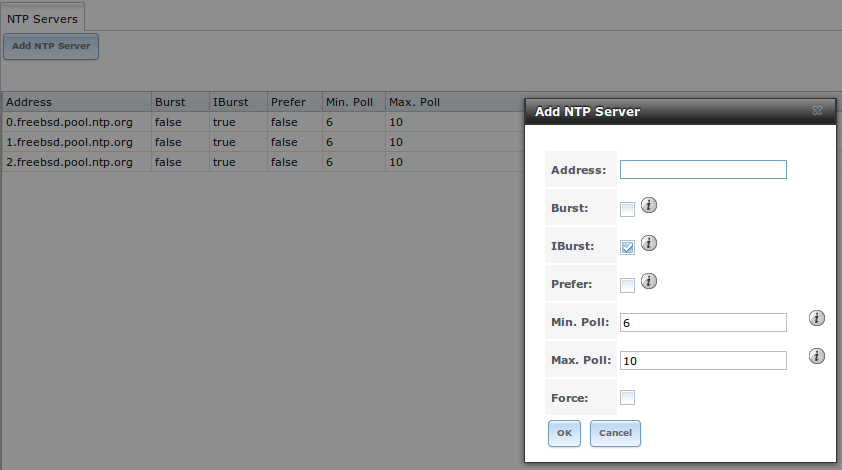 NTP Servers
Add NTP Server
Address Burst IBurst Prefer Min. Poll Max. Poll
0.freebsd.pool.ntp.org false true false 6 10
1.freebsd.pool.ntp.org false true false 6 10
2.freebsd.pool.ntp.org false true false 6 10
Add NTP Server
Address:
Burst:
IBurst:
Prefer:
Min. Poll: 6
Max. Poll: 10
Force:
OK Cancel